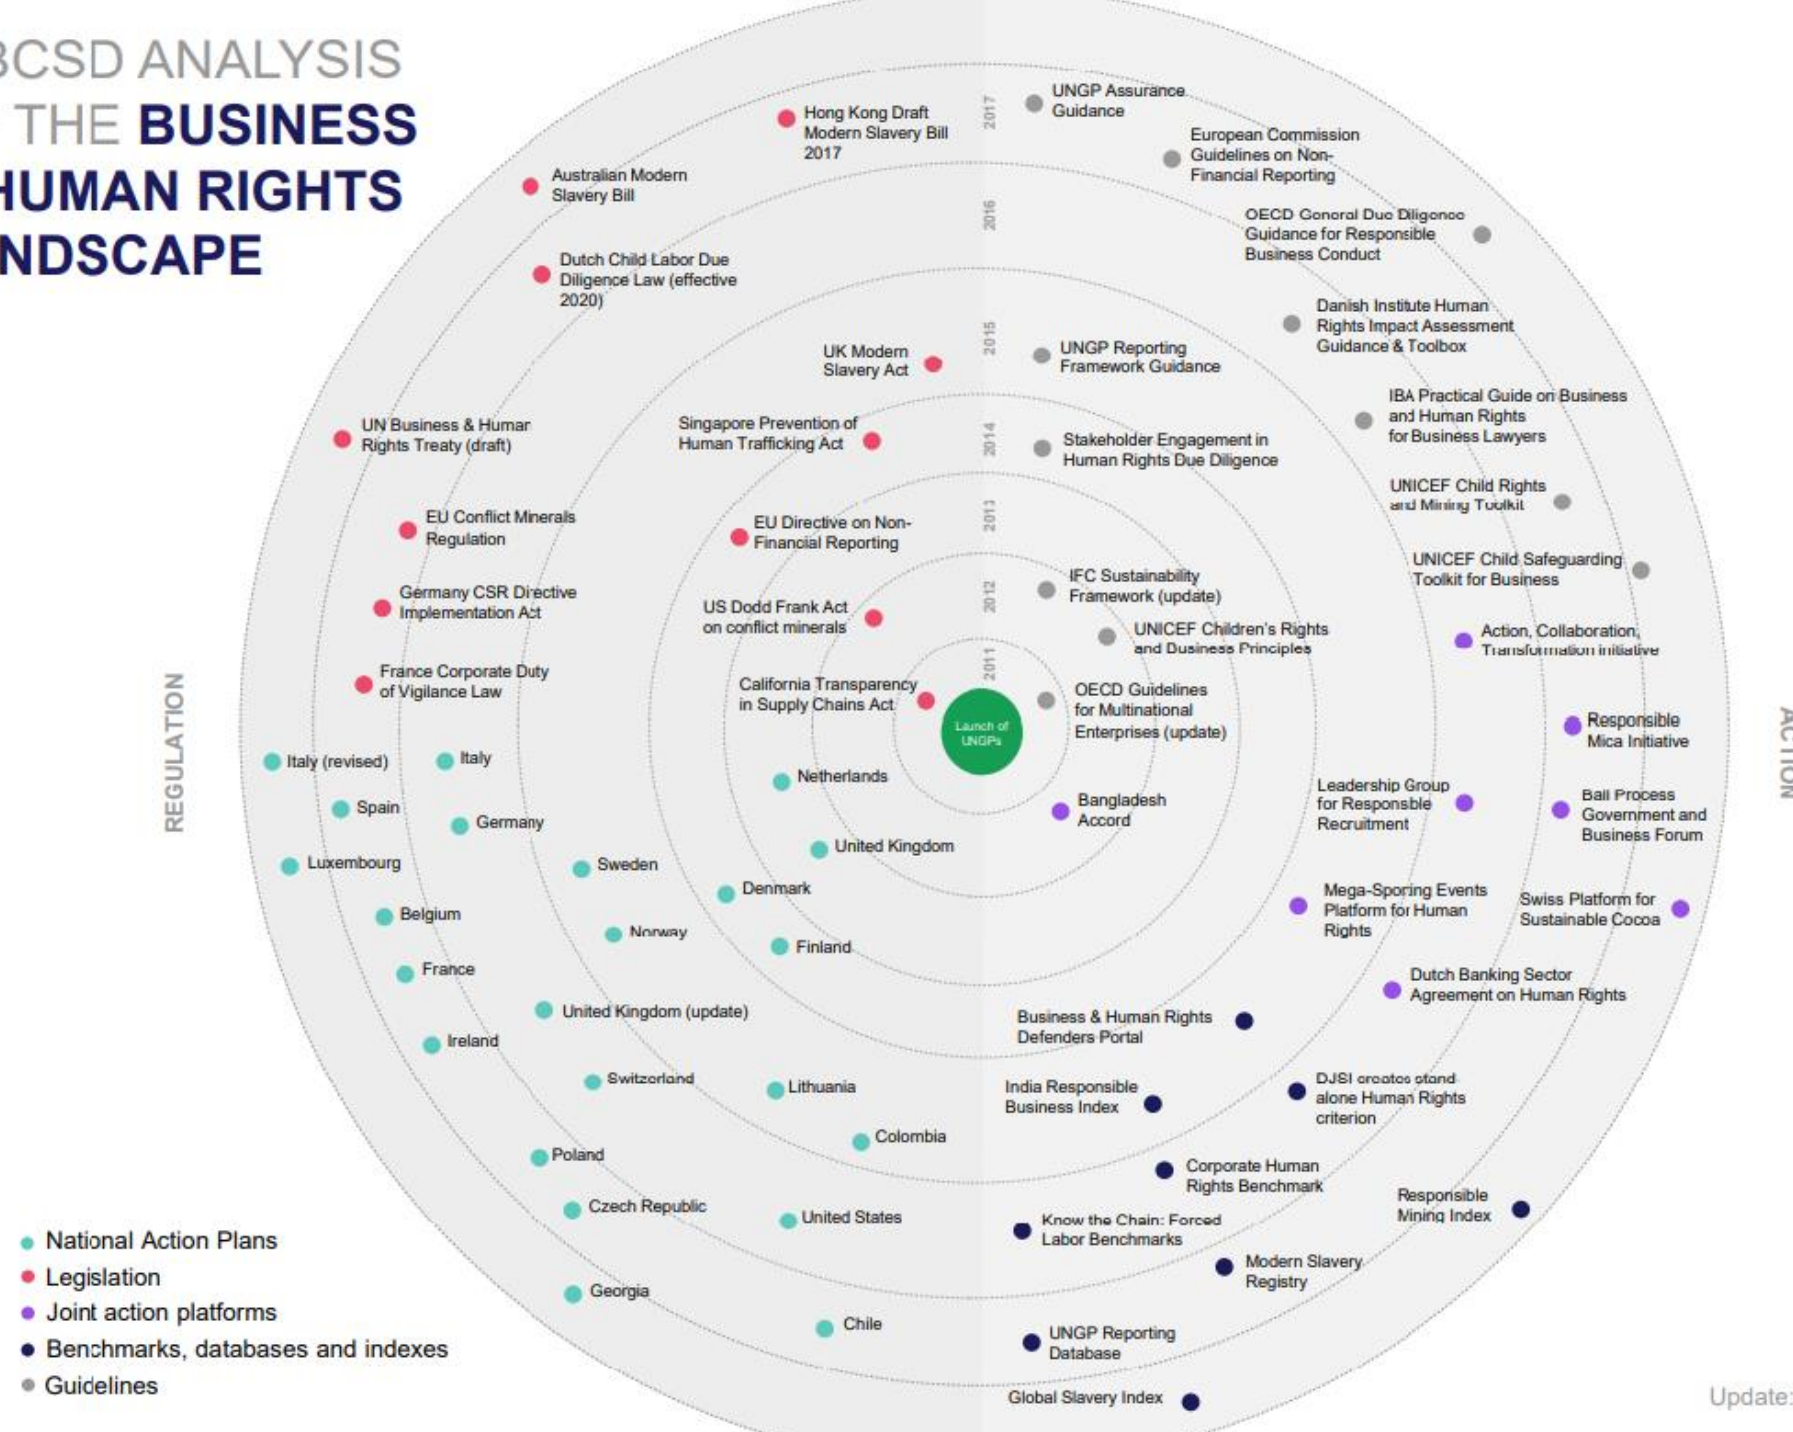 BCSD ANALYSIS
THE BUSINESS
HUMAN RIGHTS
NDSCAPE
2017
2016
2015
2014
2013
2012
2011
Launch of
UNGPs
REGULATION
ACTION
Hong Kong Draft
Modern Slavery Bill
2017
Australian Modern
Slavery Bill
Dutch Child Labor Due
Diligence Law (effective
2020)
UK Modern
Slavery Act
UN Business & Human
Rights Treaty (draft)
Singapore Prevention of
Human Trafficking Act
EU Conflict Minerals
Regulation
EU Directive on Non-
Financial Reporting
Germany CSR Directive
Implementation Act
US Dodd Frank Act
on conflict minerals
France Corporate Duty
of Vigilance Law
California Transparency
in Supply Chains Act
Italy (revised)
Italy
Netherlands
Spain
Germany
United Kingdom
Luxembourg
Sweden
Denmark
Belgium
Norway
Finland
France
United Kingdom (update)
Ireland
Switzerland
Lithuania
Colombia
Poland
Czech Republic
United States
Georgia
Chile
UNGP Assurance
Guidance
European Commission
Guidelines on Non-
Financial Reporting
OECD General Due Diligence
Guidance for Responsible
Business Conduct
Danish Institute Human
Rights Impact Assessment
Guidance & Toolbox
UNGP Reporting
Framework Guidance
IBA Practical Guide on Business
and Human Rights
for Business Lawyers
Stakeholder Engagement in
Human Rights Due Diligence
UNICEF Child Rights
and Mining Toolkit
UNICEF Child Safeguarding
Toolkit for Business
IFC Sustainability
Framework (update)
UNICEF Children's Rights
and Business Principles
Action, Collaboration,
Transformation initiative
OECD Guidelines
for Multinational
Enterprises (update)
Responsible
Mica Initiative
Bangladesh
Accord
Leadership Group
for Responsble
Recruitment
Bali Process
Government and
Business Forum
Mega-Sporing Events
Platform for Human
Rights
Swiss Platform for
Sustainable Cocoa
Dutch Banking Sector
Agreement on Human Rights
Business & Human Rights
Defenders Portal
India Responsible
Business Index
DJSI creates stand
alone Human Rights
criterion
Corporate Human
Rights Benchmark
Responsible
Mining Index
Know the Chain: Forced
Labor Benchmarks
Modern Slavery
Registry
UNGP Reporting
Database
Global Slavery Index
National Action Plans
Legislation
Joint action platforms
Benchmarks, databases and indexes
Guidelines
Update: